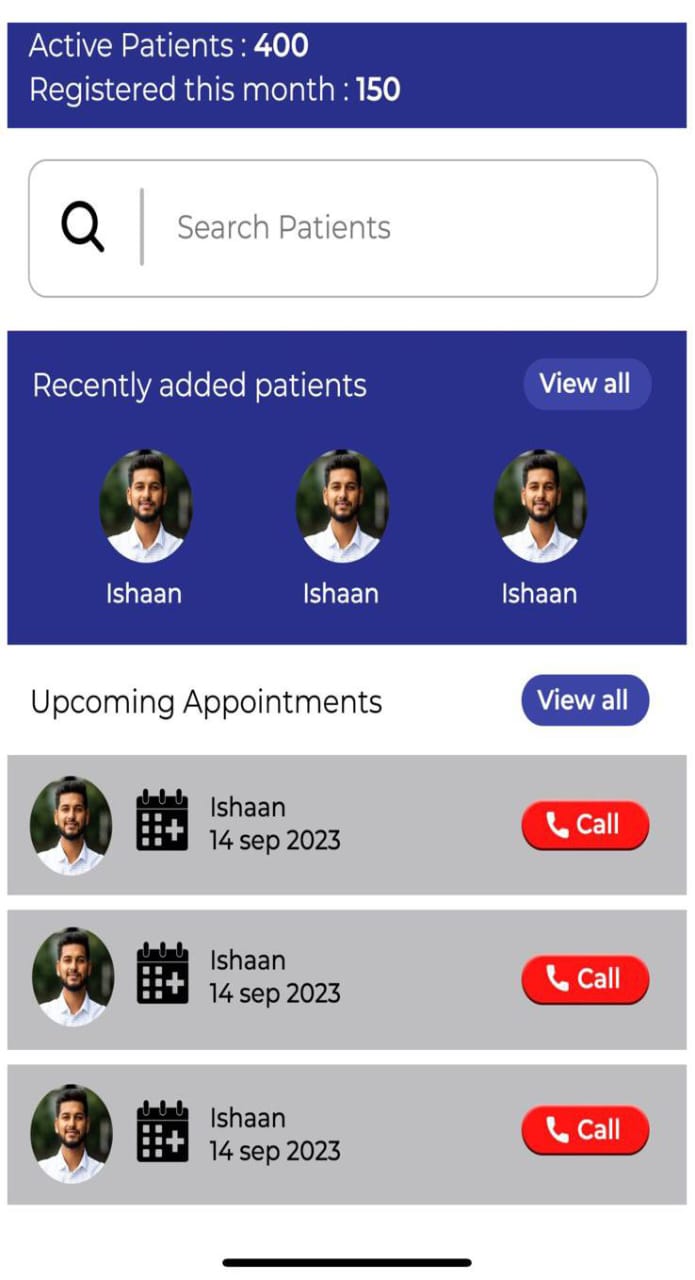 Active Patients : 400
Registered this month : 150
Search Patients
Recently added patients
View all
Ishaan
Ishaan
Ishaan
Upcoming Appointments
View all
Ishaan
14 sep 2023
Call
Ishaan
14 sep 2023
Call
Ishaan
14 sep 2023
Call